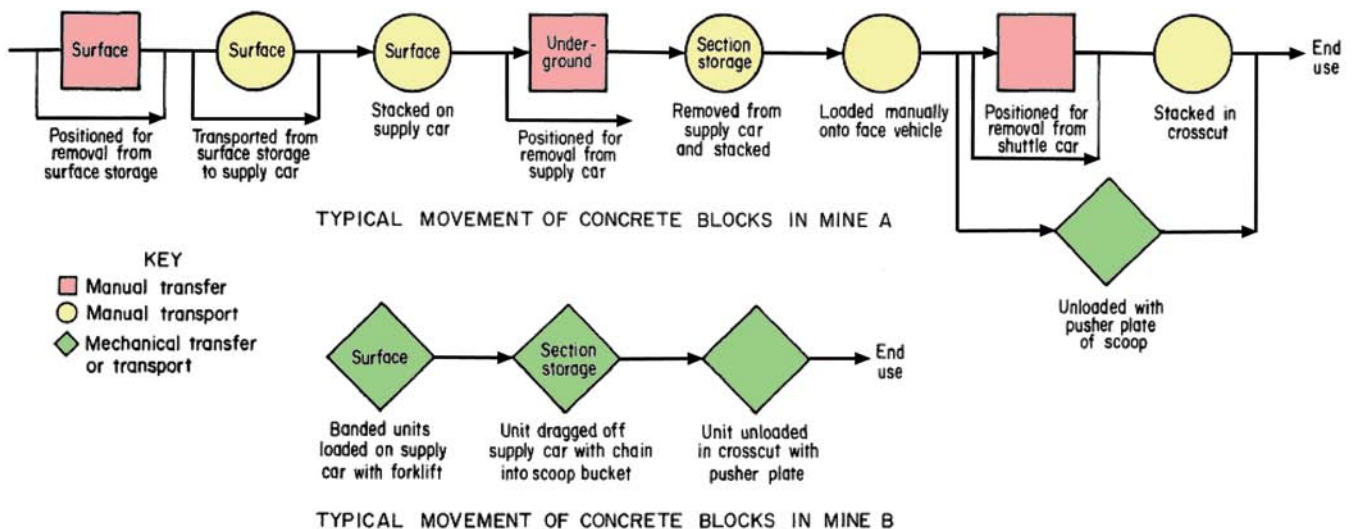 Surface
Surface
Surface
Under-
ground
Section
storage
End
use
Positioned for
removal from
surface storage
Transported from
surface storage
to supply car
Stacked on
supply car
Positioned for
removal from
supply car
Removed from
supply car
and stacked
Loaded manually
onto face vehicle
Positioned for
removal from
shuttle car
Stacked in
crosscut
TYPICAL MOVEMENT OF CONCRETE BLOCKS IN MINE A
Unloaded with
pusher plate
of scoop
KEY
Manual transfer
Manual transport
Mechanical transfer
or transport
Surface
Section
storage
End
use
Banded units
loaded on supply
car with forklift
Unit dragged off
supply car with chain
into scoop bucket
Unit unloaded
in crosscut with
pusher plate
TYPICAL MOVEMENT OF CONCRETE BLOCKS IN MINE B